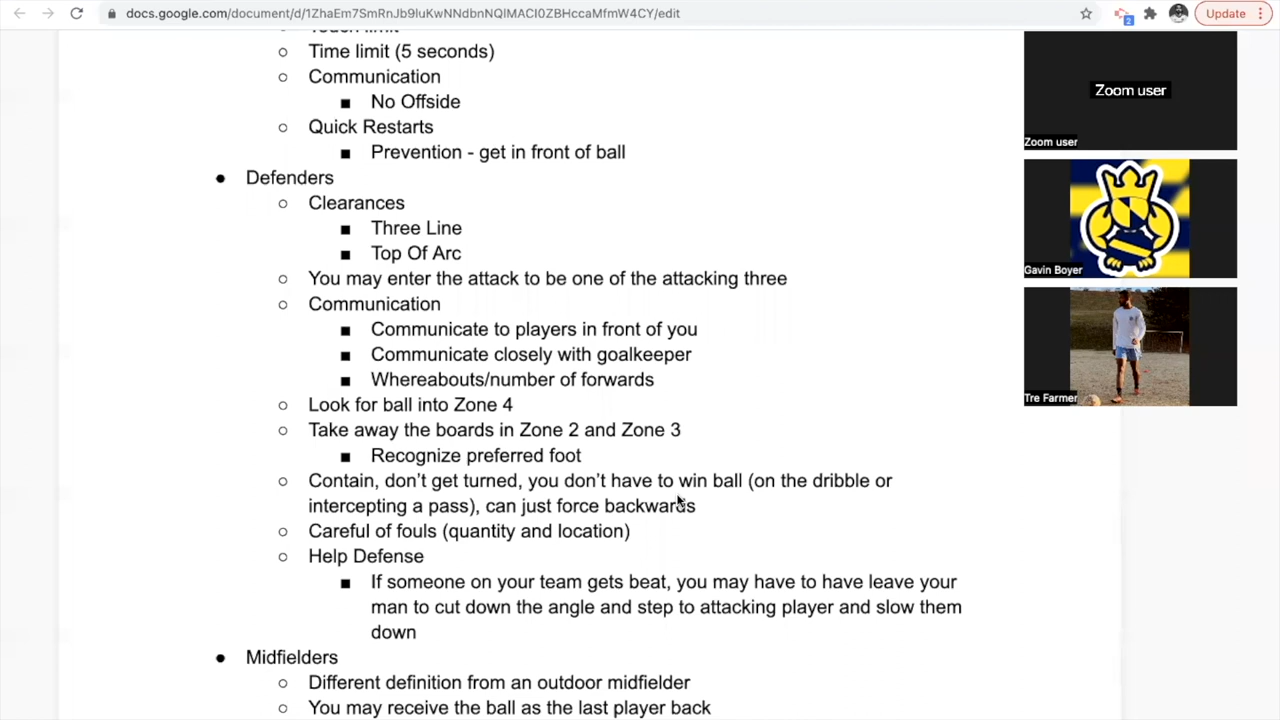 docs.google.com/document/d/1ZhaEm7SmRnJb9luKwNNdbnNQlMACI0ZBHccaMfmW4CY/edit
2
Update
Touch limit
Time limit (5 seconds)
Communication
No Offside
Quick Restarts
Prevention - get in front of ball
Defenders
Clearances
Three Line
Top Of Arc
You may enter the attack to be one of the attacking three
Communication
Communicate to players in front of you
Communicate closely with goalkeeper
Whereabouts/number of forwards
Look for ball into Zone 4
Take away the boards in Zone 2 and Zone 3
Recognize preferred foot
Contain, don't get turned, you don't have to win ball (on the dribble or
intercepting a pass), can just force backwards
Careful of fouls (quantity and location)
Help Defense
If someone on your team gets beat, you may have to have leave your
man to cut down the angle and step to attacking player and slow them
down
Midfielders
Different definition from an outdoor midfielder
You may receive the ball as the last player back
Zoom user
Zoom user
Gavin Boyer
Tre Farmer